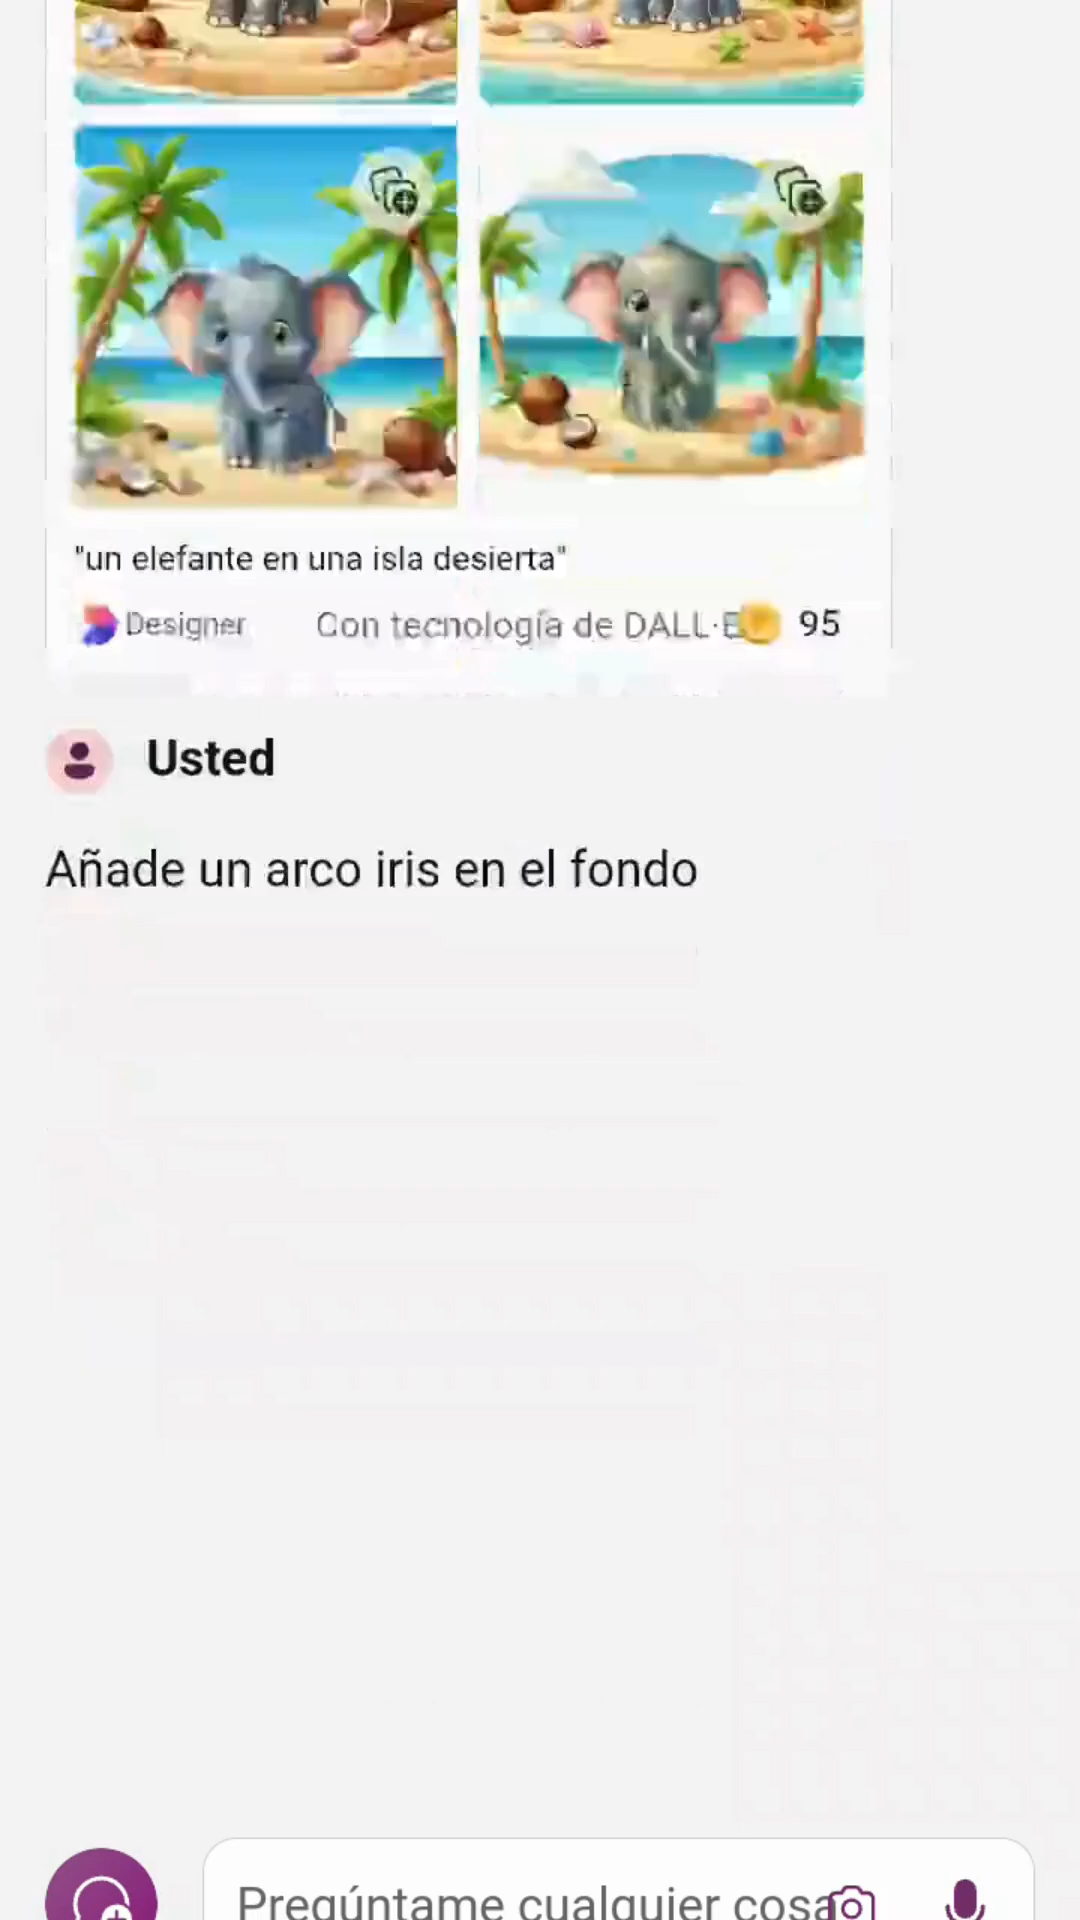 "un elefante en una isla desierta"
Designer Con tecnología de DALL·E 95
Usted
Añade un arco iris en el fondo
Pregúntame cualquier cosa